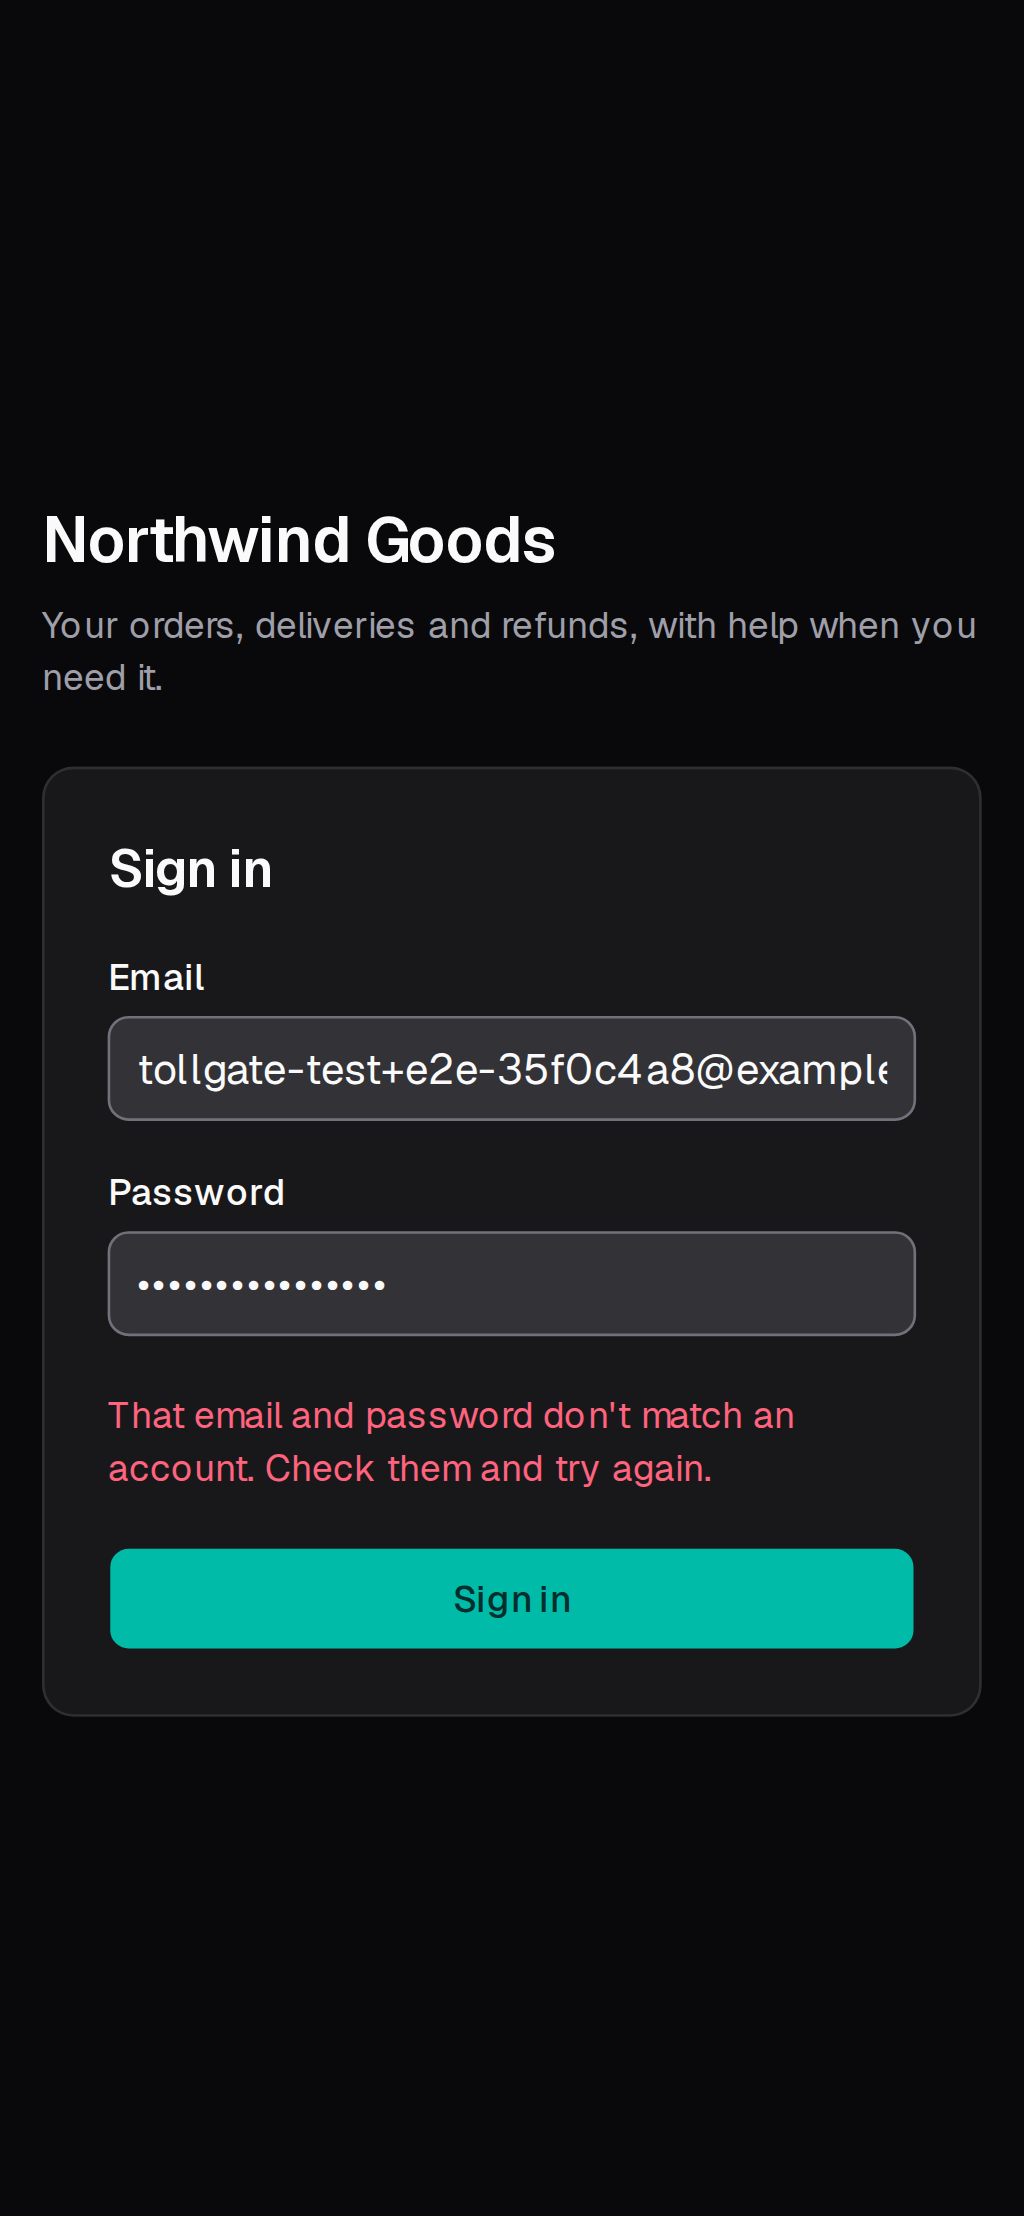 Northwind Goods
Your orders, deliveries and refunds, with help when you
need it.
Sign in
Email
tollgate-test+e2e-35f0c4a8@example
Password
••••••••••••••••
That email and password don't match an
account. Check them and try again.
Sign in